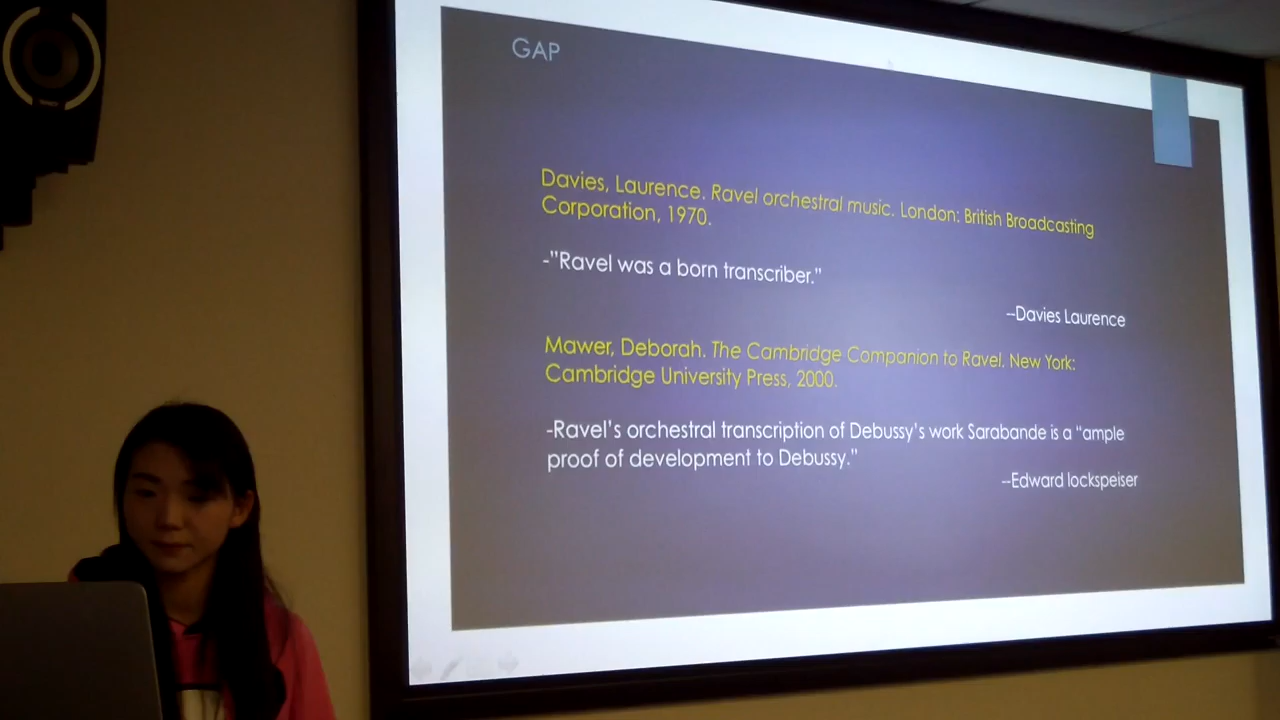 GAP
Davies, Laurence. Ravel orchestral music. London: British Broadcasting
Corporation, 1970.
-"Ravel was a born transcriber."
--Davies Laurence
Mawer, Deborah. The Cambridge Companion to Ravel. New York:
Cambridge University Press, 2000.
-Ravel's orchestral transcription of Debussy's work Sarabande is a "ample
proof of development to Debussy."
--Edward lockspeiser